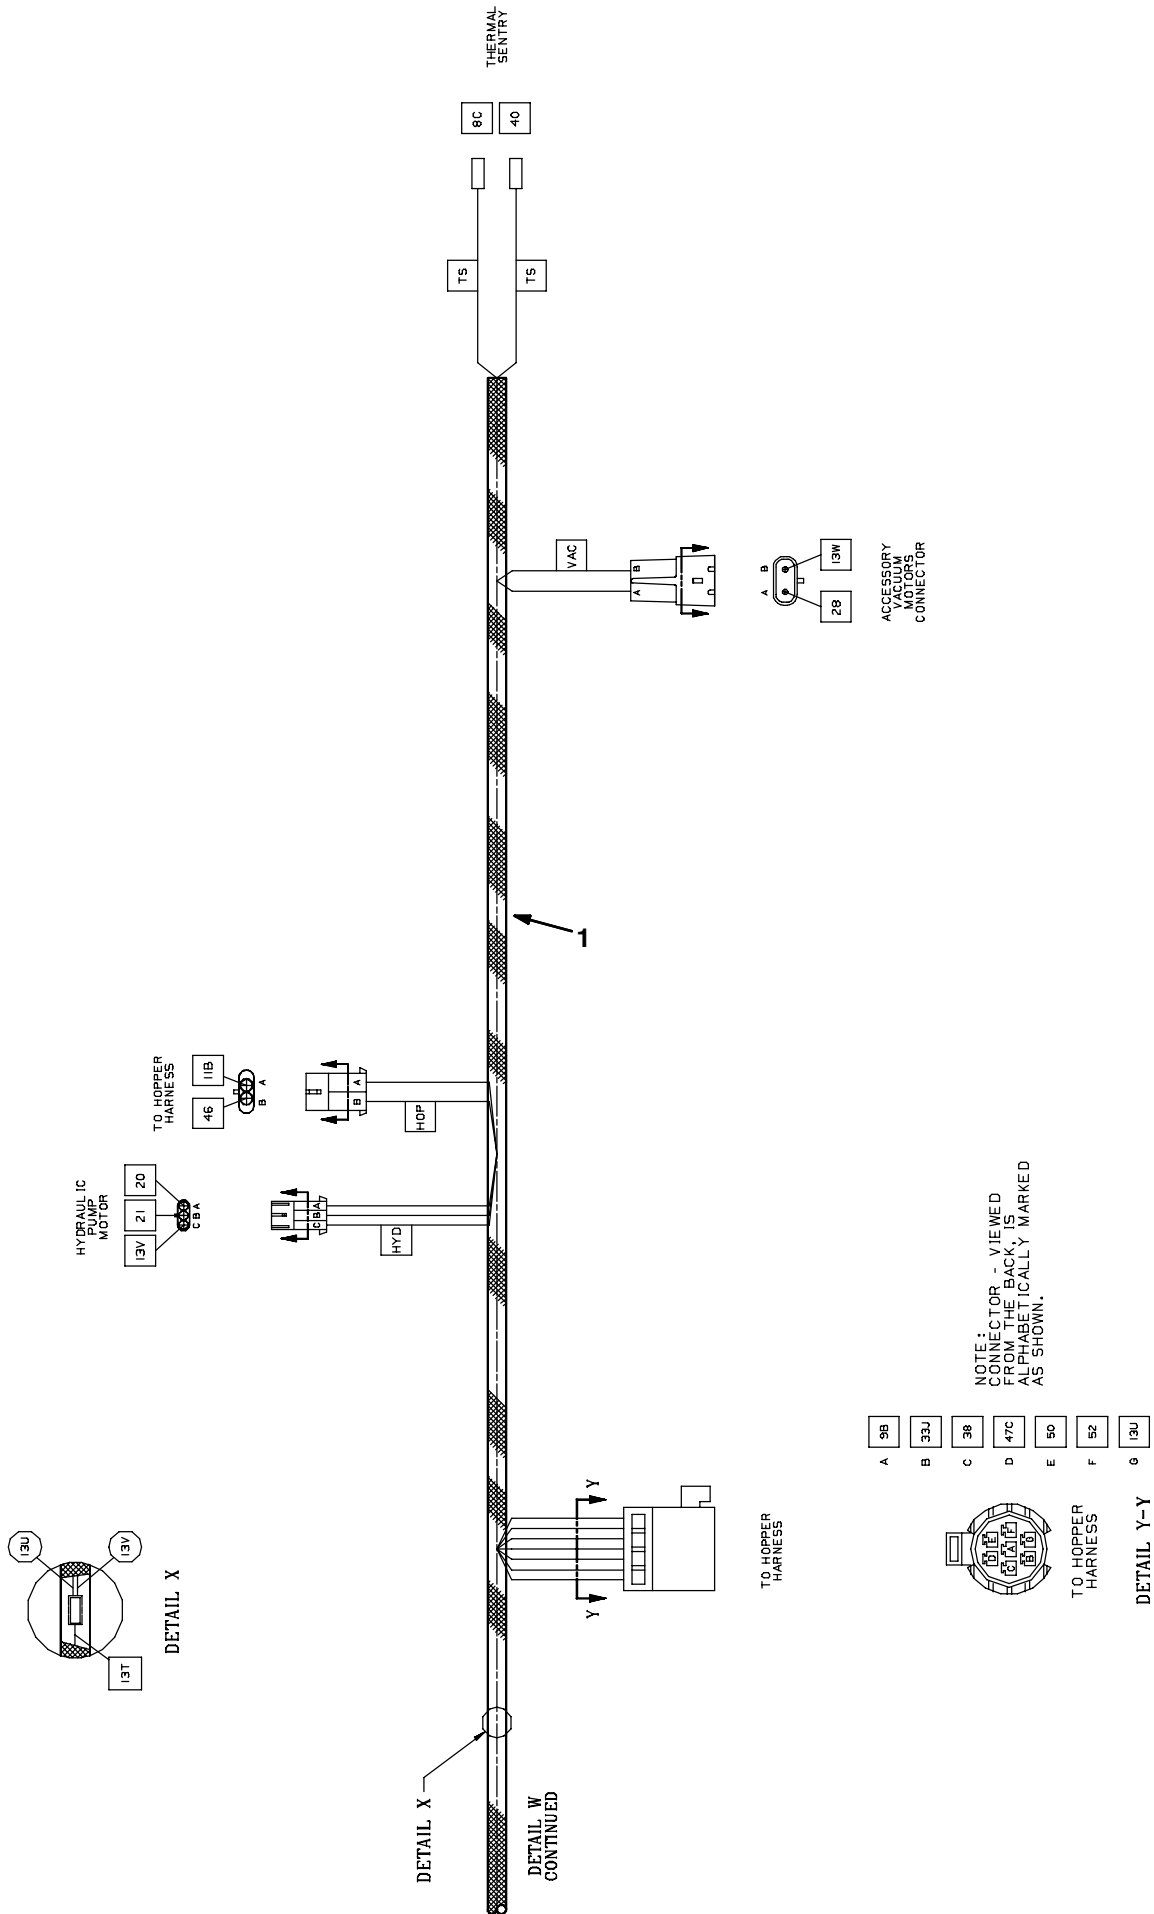 THERMAL
SENTRY
8C
40
TS
TS
VAC
A
B
A
B
28
13W
ACCESSORY
VACUUM
MOTORS
CONNECTOR
1
TO HOPPER
HARNESS
46
11B
B
A
B
A
HOP
HYDRAULIC
PUMP
MOTOR
13V
21
20
C B A
C B A
HYD
NOTE:
CONNECTOR - VIEWED
FROM THE BACK, IS
ALPHABETICALLY MARKED
AS SHOWN.
13U
13V
13T
DETAIL X
Y
Y
TO HOPPER
HARNESS
A 9B
B 33J
C 38
D 47C
E 50
F 52
G 13U
D E
C A F
B G
TO HOPPER
HARNESS
DETAIL Y-Y
DETAIL X
DETAIL W
CONTINUED